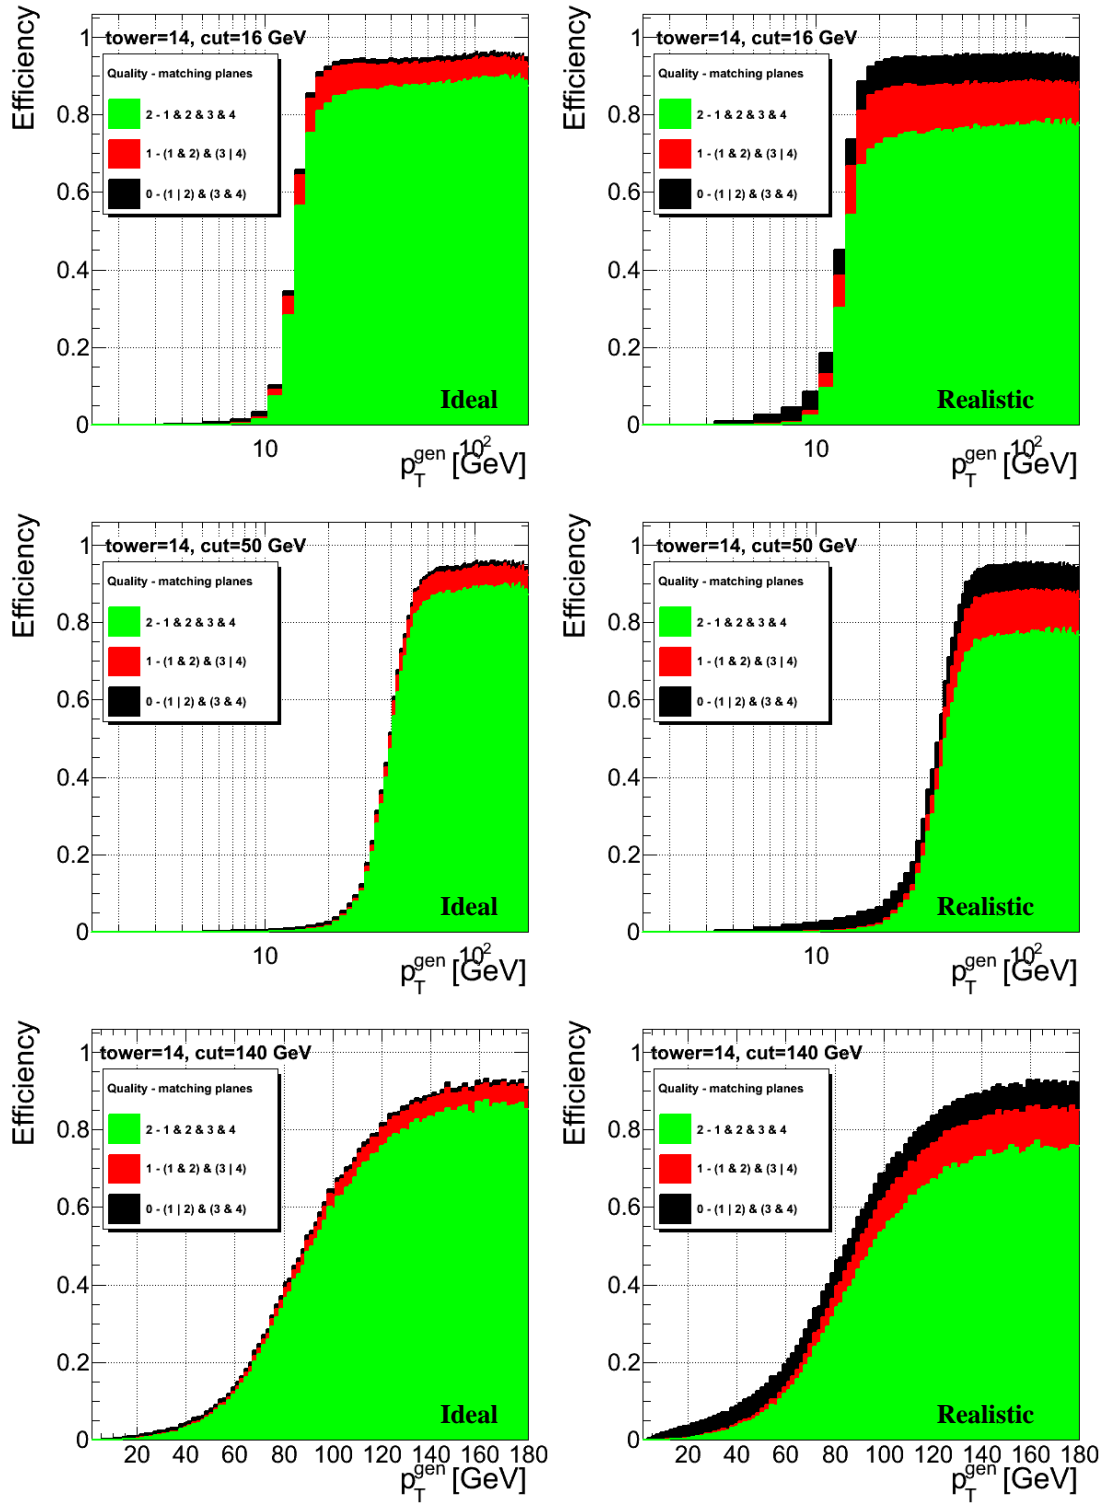 Efficiency
1
0.8
0.6
0.4
0.2
0
tower=14, cut=16 GeV
Quality - matching planes
2 - 1 & 2 & 3 & 4
1 - (1 & 2) & (3 | 4)
0 - (1 | 2) & (3 & 4)
Ideal
10 10²
p_T^gen [GeV]
Efficiency
1
0.8
0.6
0.4
0.2
0
tower=14, cut=16 GeV
Quality - matching planes
2 - 1 & 2 & 3 & 4
1 - (1 & 2) & (3 | 4)
0 - (1 | 2) & (3 & 4)
Realistic
10 10²
p_T^gen [GeV]
Efficiency
1
0.8
0.6
0.4
0.2
0
tower=14, cut=50 GeV
Quality - matching planes
2 - 1 & 2 & 3 & 4
1 - (1 & 2) & (3 | 4)
0 - (1 | 2) & (3 & 4)
Ideal
10 10²
p_T^gen [GeV]
Efficiency
1
0.8
0.6
0.4
0.2
0
tower=14, cut=50 GeV
Quality - matching planes
2 - 1 & 2 & 3 & 4
1 - (1 & 2) & (3 | 4)
0 - (1 | 2) & (3 & 4)
Realistic
10 10²
p_T^gen [GeV]
Efficiency
1
0.8
0.6
0.4
0.2
0
tower=14, cut=140 GeV
Quality - matching planes
2 - 1 & 2 & 3 & 4
1 - (1 & 2) & (3 | 4)
0 - (1 | 2) & (3 & 4)
Ideal
20 40 60 80 100 120 140 160 180
p_T^gen [GeV]
Efficiency
1
0.8
0.6
0.4
0.2
0
tower=14, cut=140 GeV
Quality - matching planes
2 - 1 & 2 & 3 & 4
1 - (1 & 2) & (3 | 4)
0 - (1 | 2) & (3 & 4)
Realistic
20 40 60 80 100 120 140 160 180
p_T^gen [GeV]